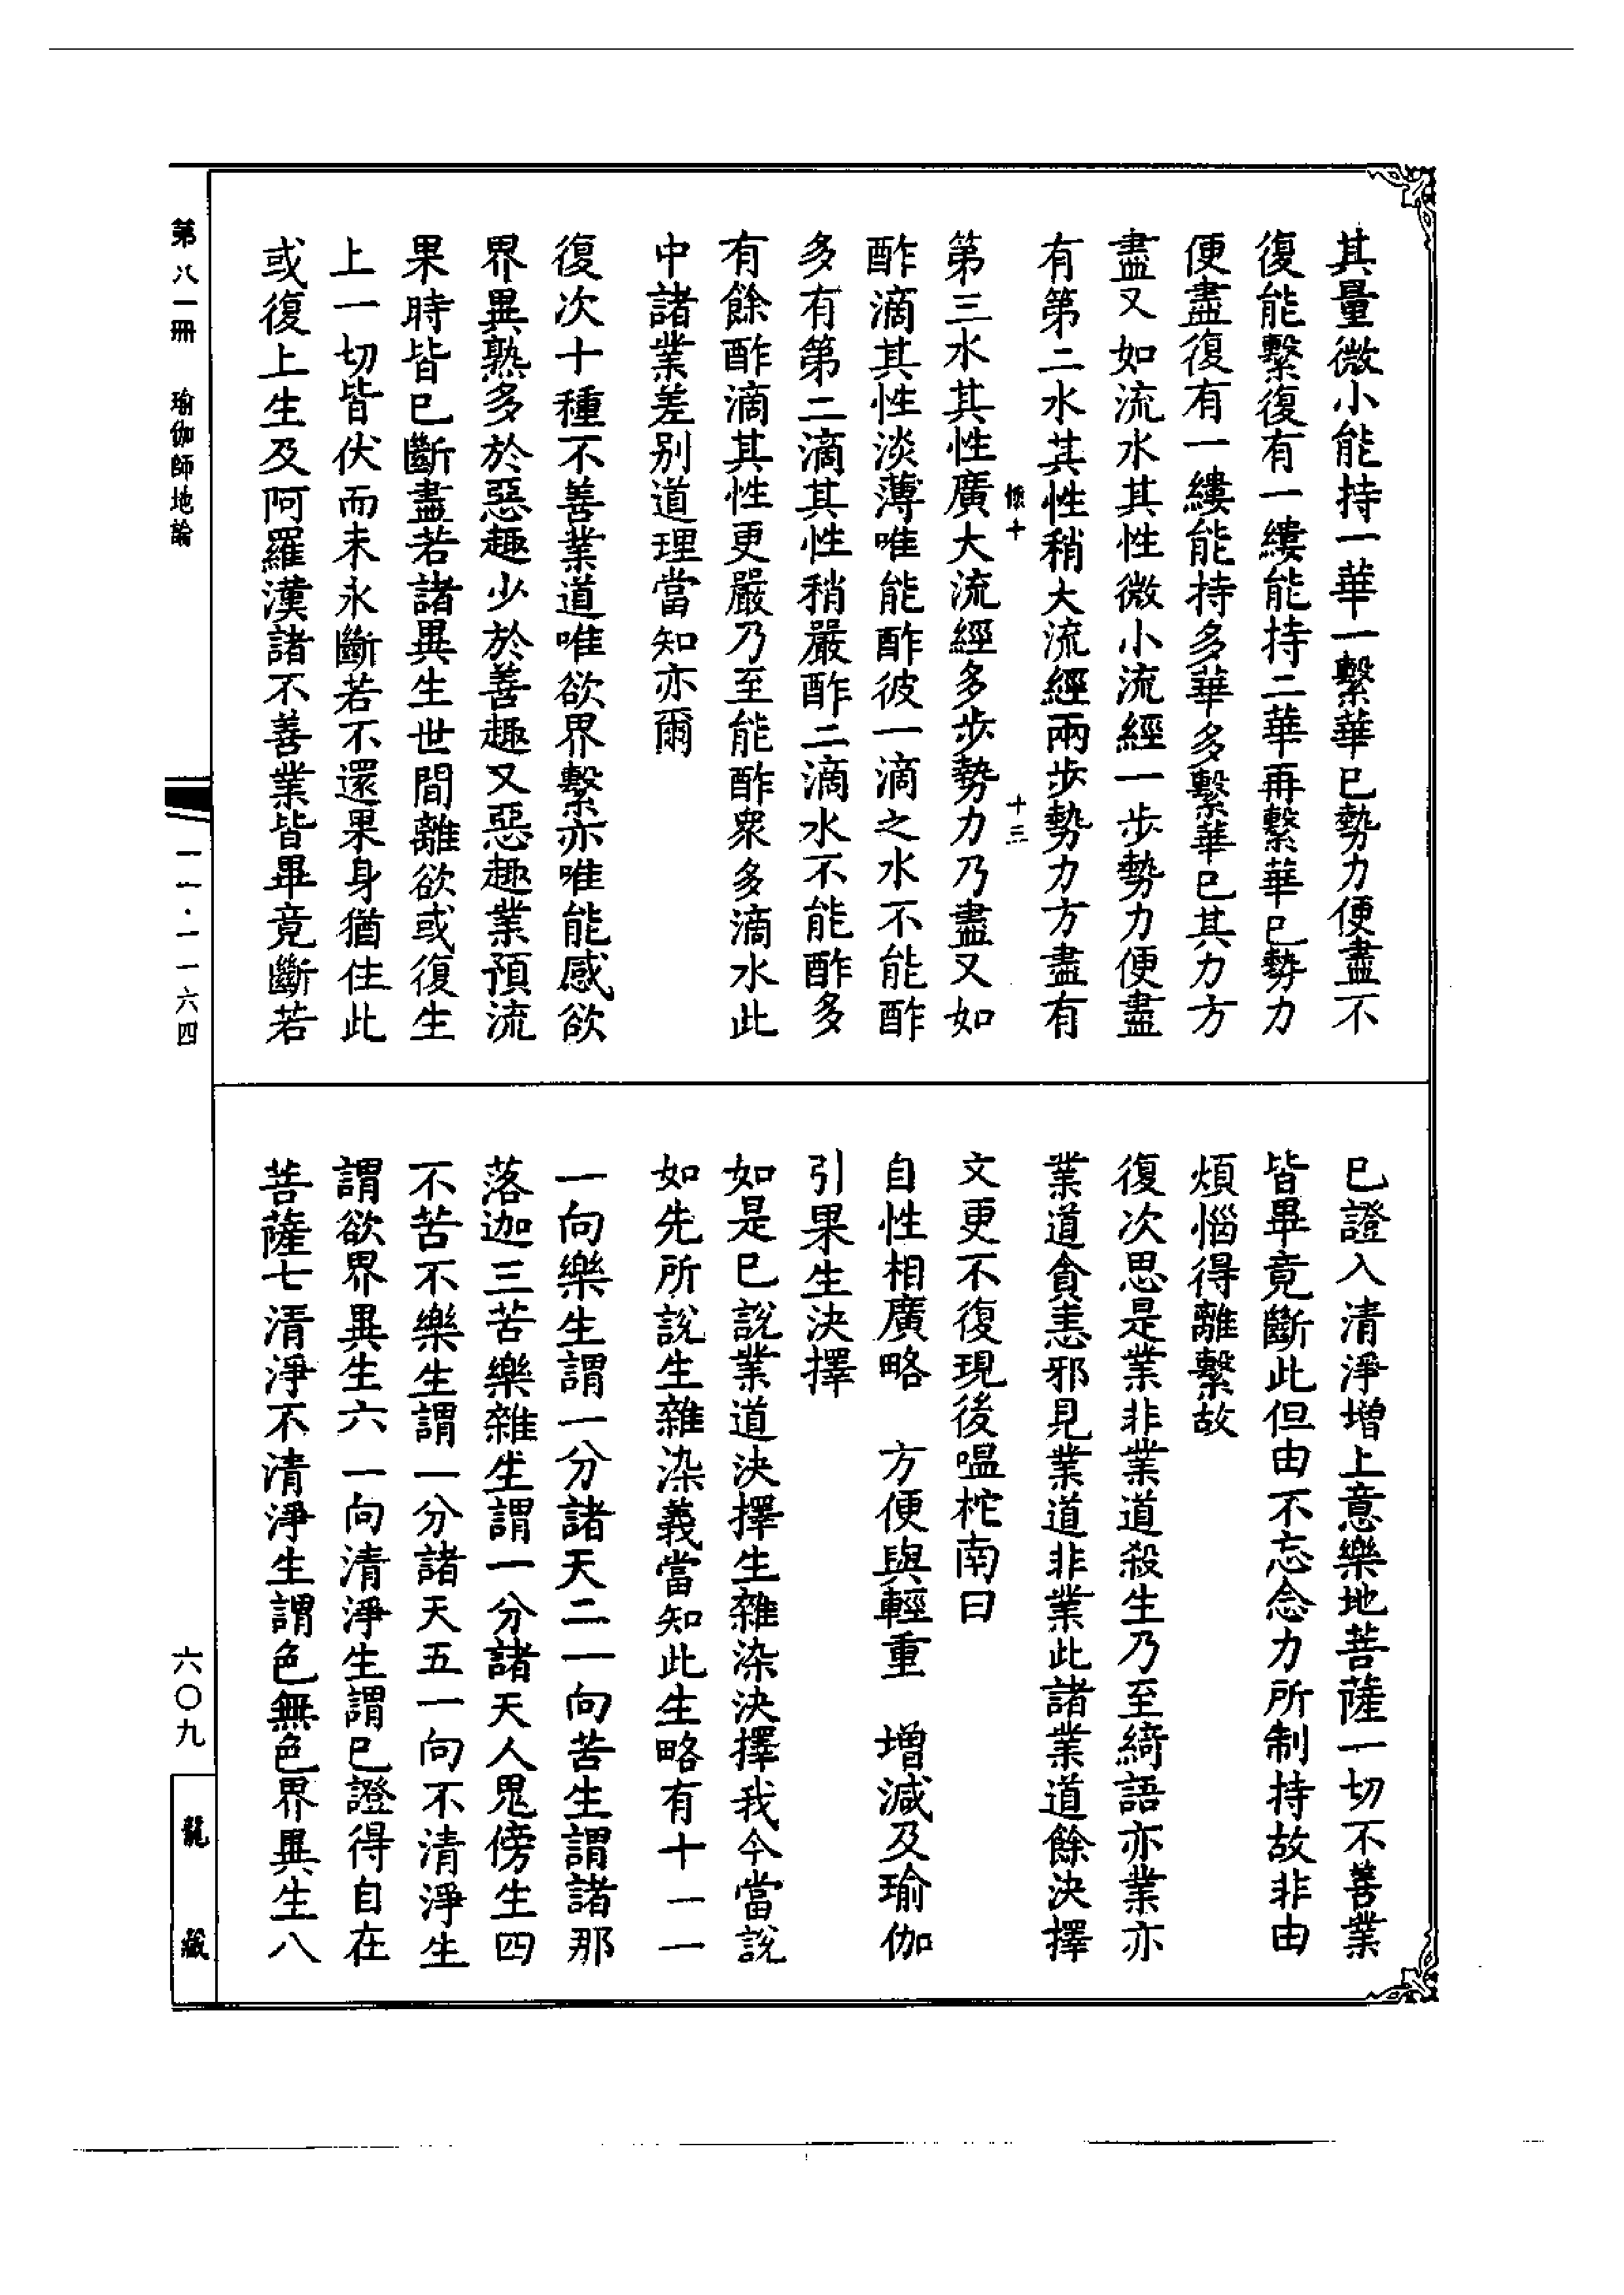 其量微小能持一華一繫華已勢力便盡不
復能繫復有一縷能持二華再繫華已勢力
便盡復有一縷能持多華多繫華已其力方
盡又如流水其性微小流經一步勢力便盡
有第二水其性稍大流經兩步勢力方盡有
懷十
十三
第三水其性廣大流經多步勢力乃盡又如
酢滴其性淡薄唯能酢彼一滴之水不能酢
多有第二滴其性稍嚴酢二滴水不能酢多
有餘酢滴其性更嚴乃至能酢眾多滴水此
中諸業差別道理當知亦爾
復次十種不善業道唯欲界繫亦唯能感欲
界異熟多於惡趣少於善趣又惡趣業預流
果時皆已斷盡若諸異生世間離欲或復生
上一切皆伏而未永斷若不還果身猶住此
或復上生及阿羅漢諸不善業皆畢竟斷若
已證入清淨增上意樂地菩薩一切不善業
皆畢竟斷此但由不忘念力所制持故非由
煩惱得離繫故
復次思是業非業道殺生乃至綺語亦業亦
業道貪恚邪見業道非業此諸業道餘決擇
文更不復現後嗢柁南曰
自性相廣略　方便與輕重　增減及瑜伽
引果生決擇
如是已說業道決擇生雜染決擇我今當說
如先所說生雜染義當知此生略有十一一
一向樂生謂一分諸天二一向苦生謂諸那
落迦三苦樂雜生謂一分諸天人鬼傍生四
不苦不樂生謂一分諸天五一向不清淨生
謂欲界異生六一向清淨生謂已證得自在
菩薩七清淨不清淨生謂色無色界異生八
第八一冊　瑜伽師地論
一一·一一六四
六〇九
龍藏